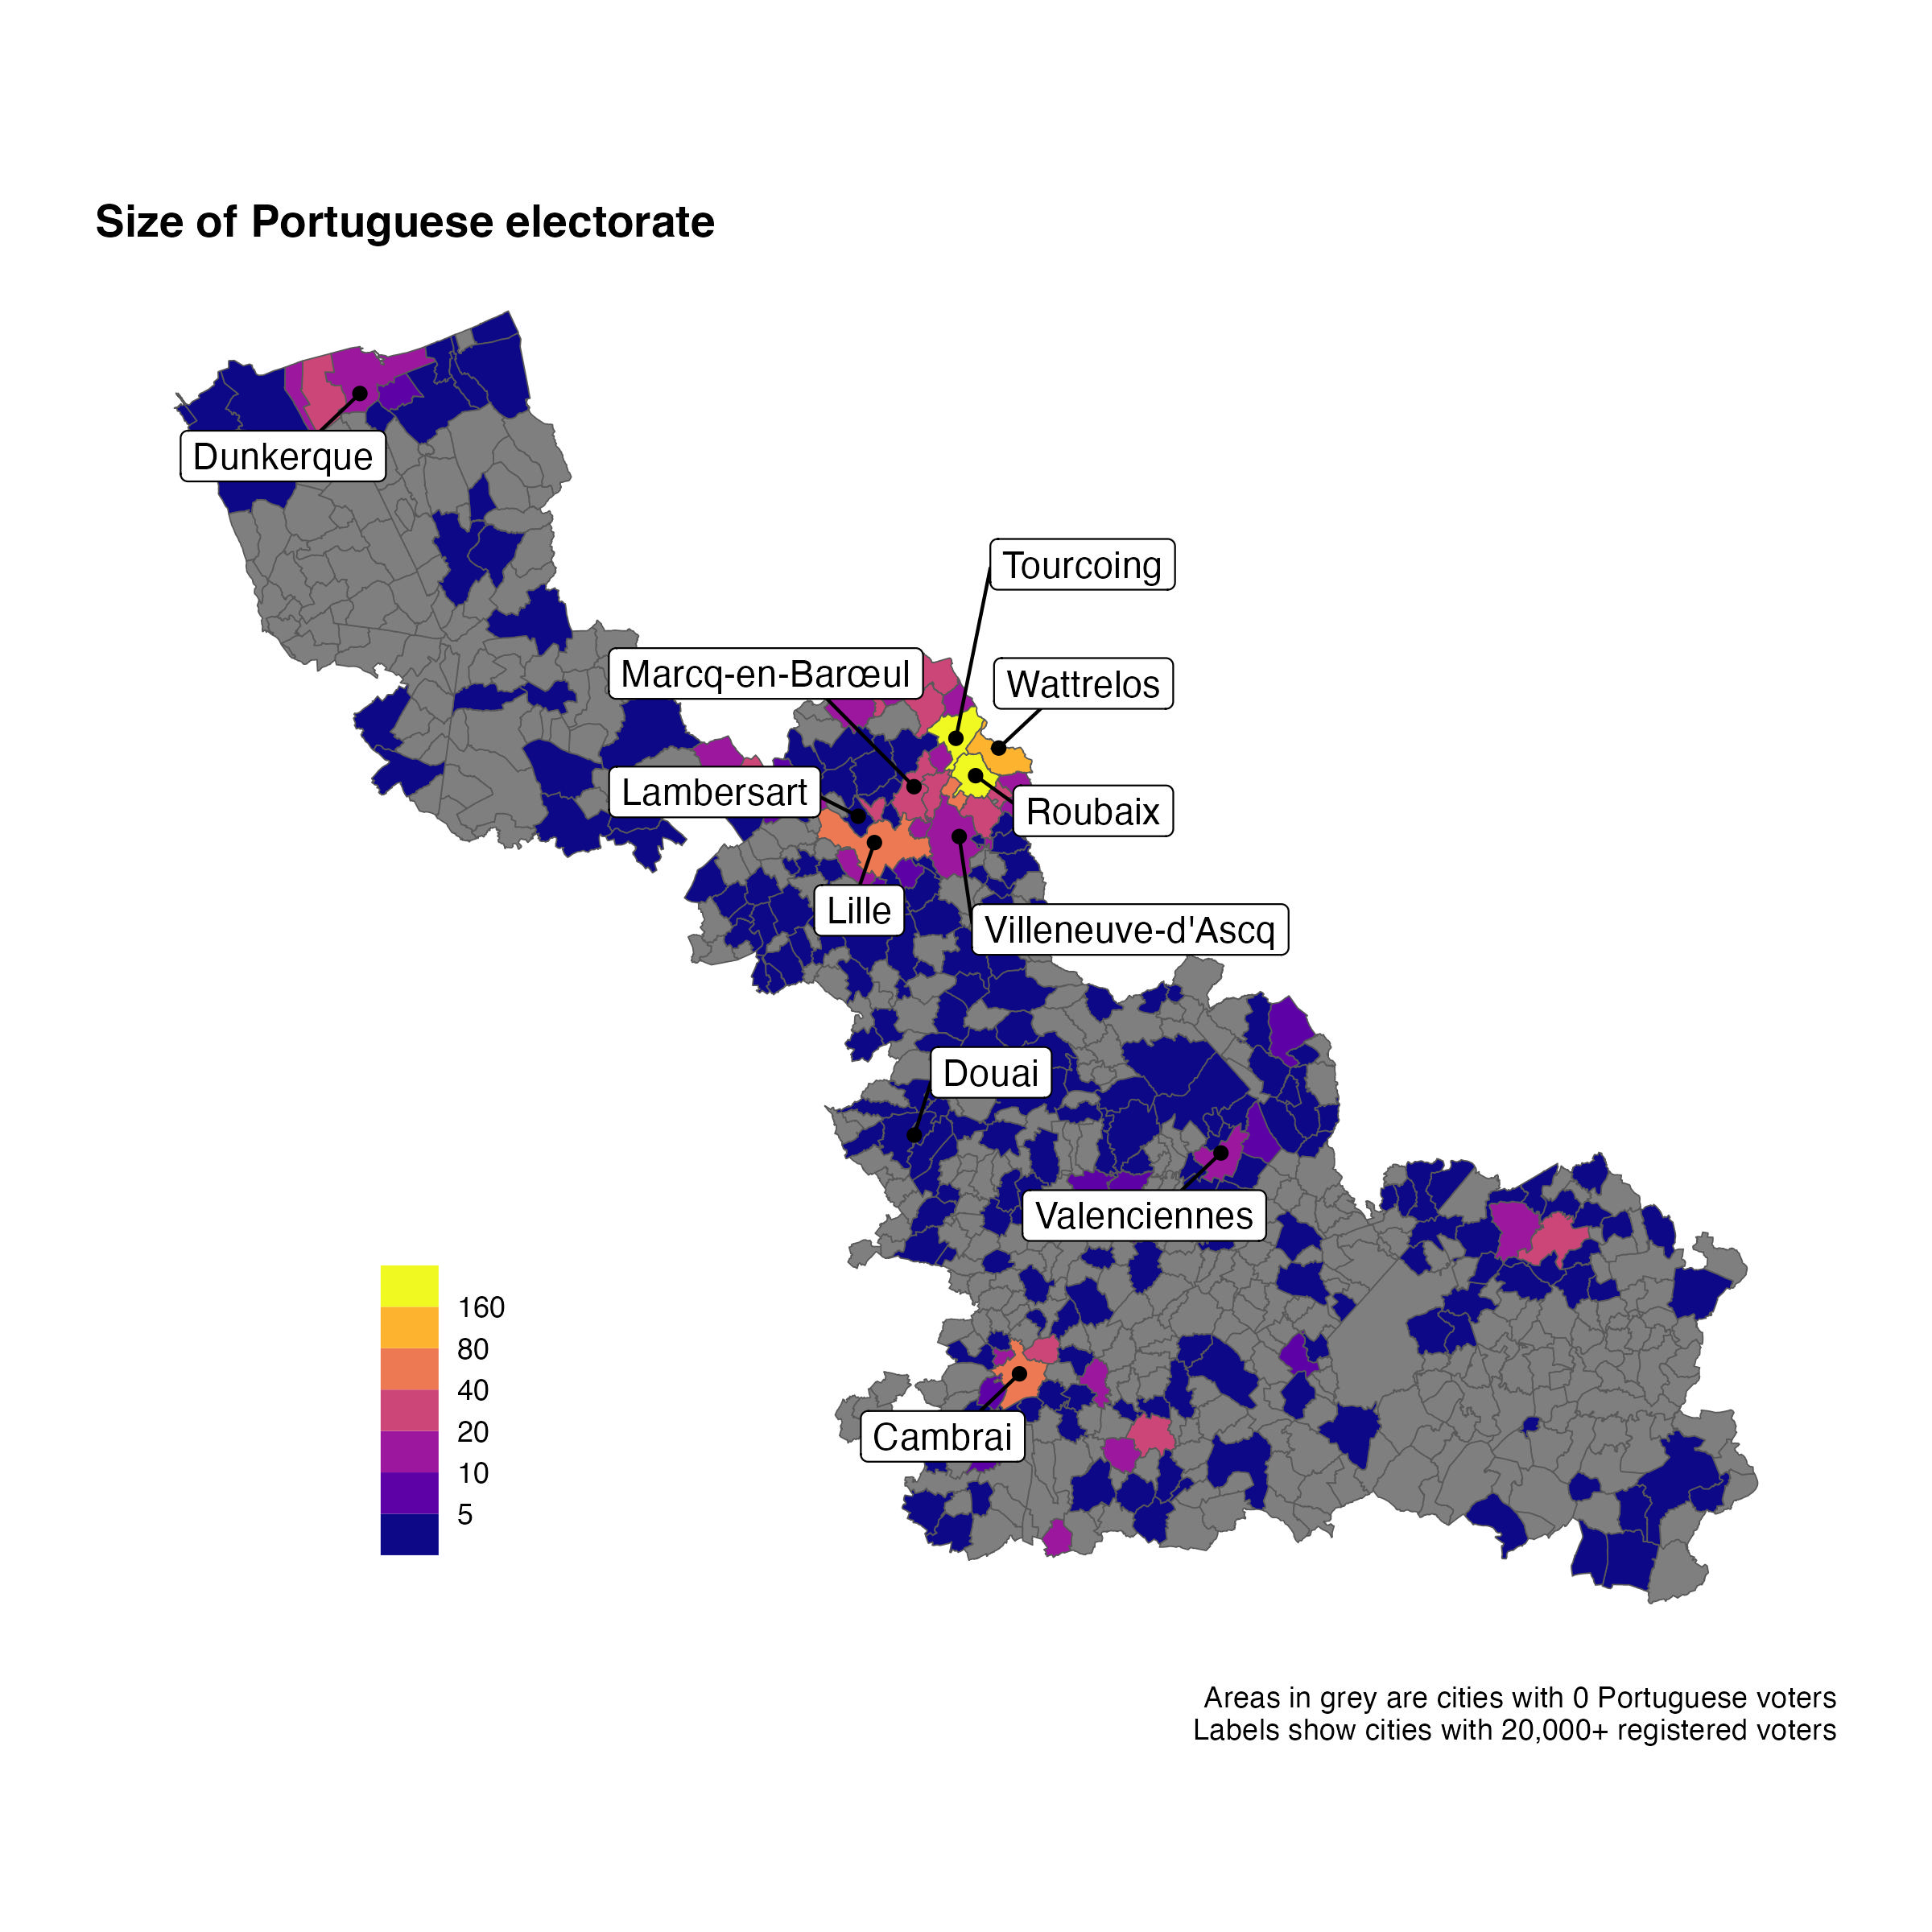 Size of Portuguese electorate
Dunkerque
Tourcoing
Marcq-en-Barœul
Wattrelos
Lambersart
Roubaix
Lille
Villeneuve-d'Ascq
Douai
Valenciennes
Cambrai
160
80
40
20
10
5
Areas in grey are cities with 0 Portuguese voters
Labels show cities with 20,000+ registered voters